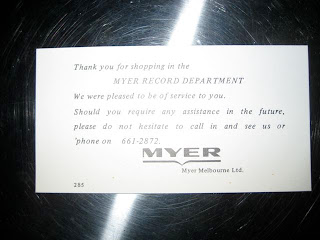 Thank you for shopping in the
MYER RECORD DEPARTMENT
We were pleased to be of service to you.
Should you require any assistance in the future,
please do not hesitate to call in and see us or
'phone on 661-2872.
MYER
Myer Melbourne Ltd.
285